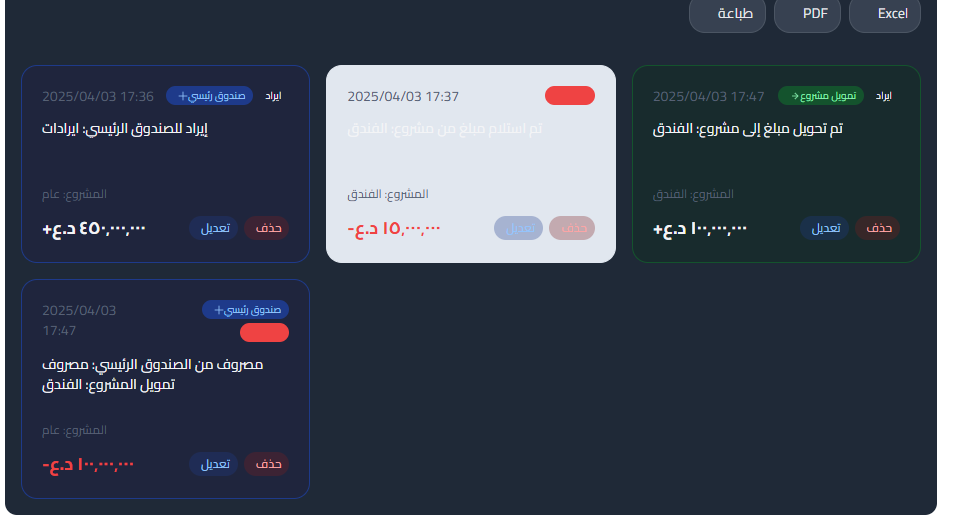 Excel
PDF
طباعة
ايراد
تمويل مشروع →
2025/04/03 17:47
تم تحويل مبلغ إلى مشروع: الفندق
المشروع: الفندق
حذف
تعديل
١٠٠,٠٠٠,٠٠٠ د.ع+
2025/04/03 17:37
تم استلام مبلغ من مشروع: الفندق
المشروع: الفندق
حذف
تعديل
١٥,٠٠٠,٠٠٠ د.ع-
ايراد
صندوق رئيسي+
2025/04/03 17:36
إيراد للصندوق الرئيسي: ايرادات
المشروع: عام
حذف
تعديل
٤٥٠,٠٠٠,٠٠٠ د.ع+
صندوق رئيسي+
2025/04/03
17:47
مصروف من الصندوق الرئيسي: مصروف
تمويل المشروع: الفندق
المشروع: عام
حذف
تعديل
١٠٠,٠٠٠,٠٠٠ د.ع-